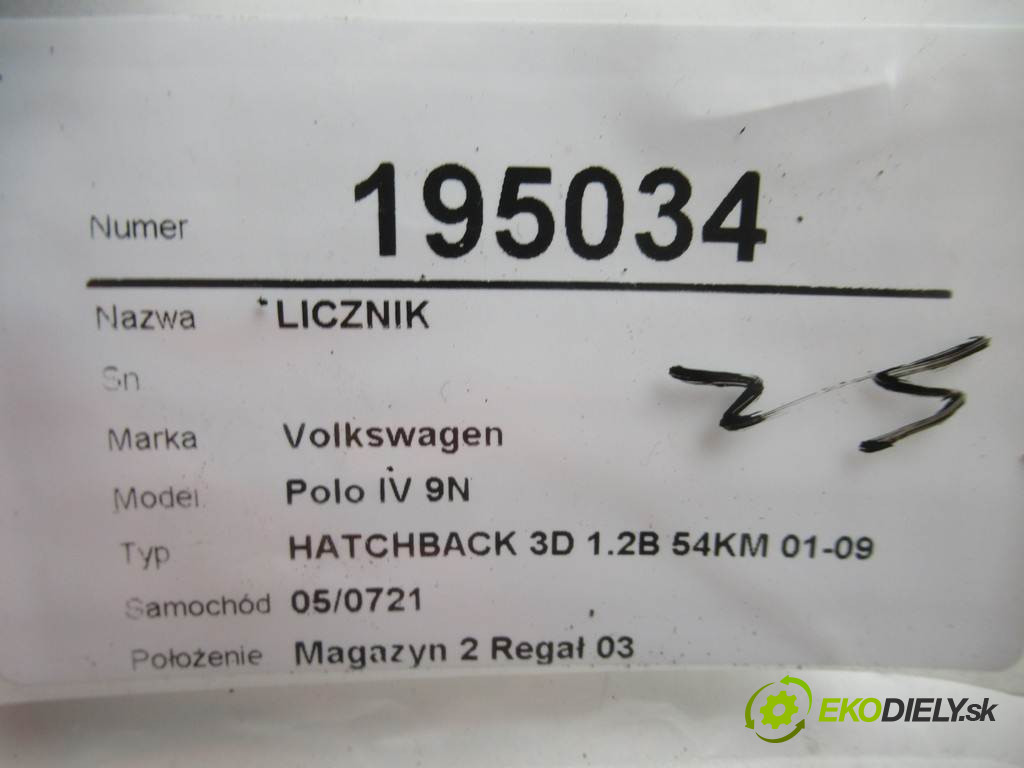 Numer 195034
Nazwa LICZNIK
Sn
Marka Volkswagen
Model Polo IV 9N
Typ HATCHBACK 3D 1.2B 54KM 01-09
Samochód 05/0721
Położenie Magazyn 2 Regał 03
EKODIELY.sk